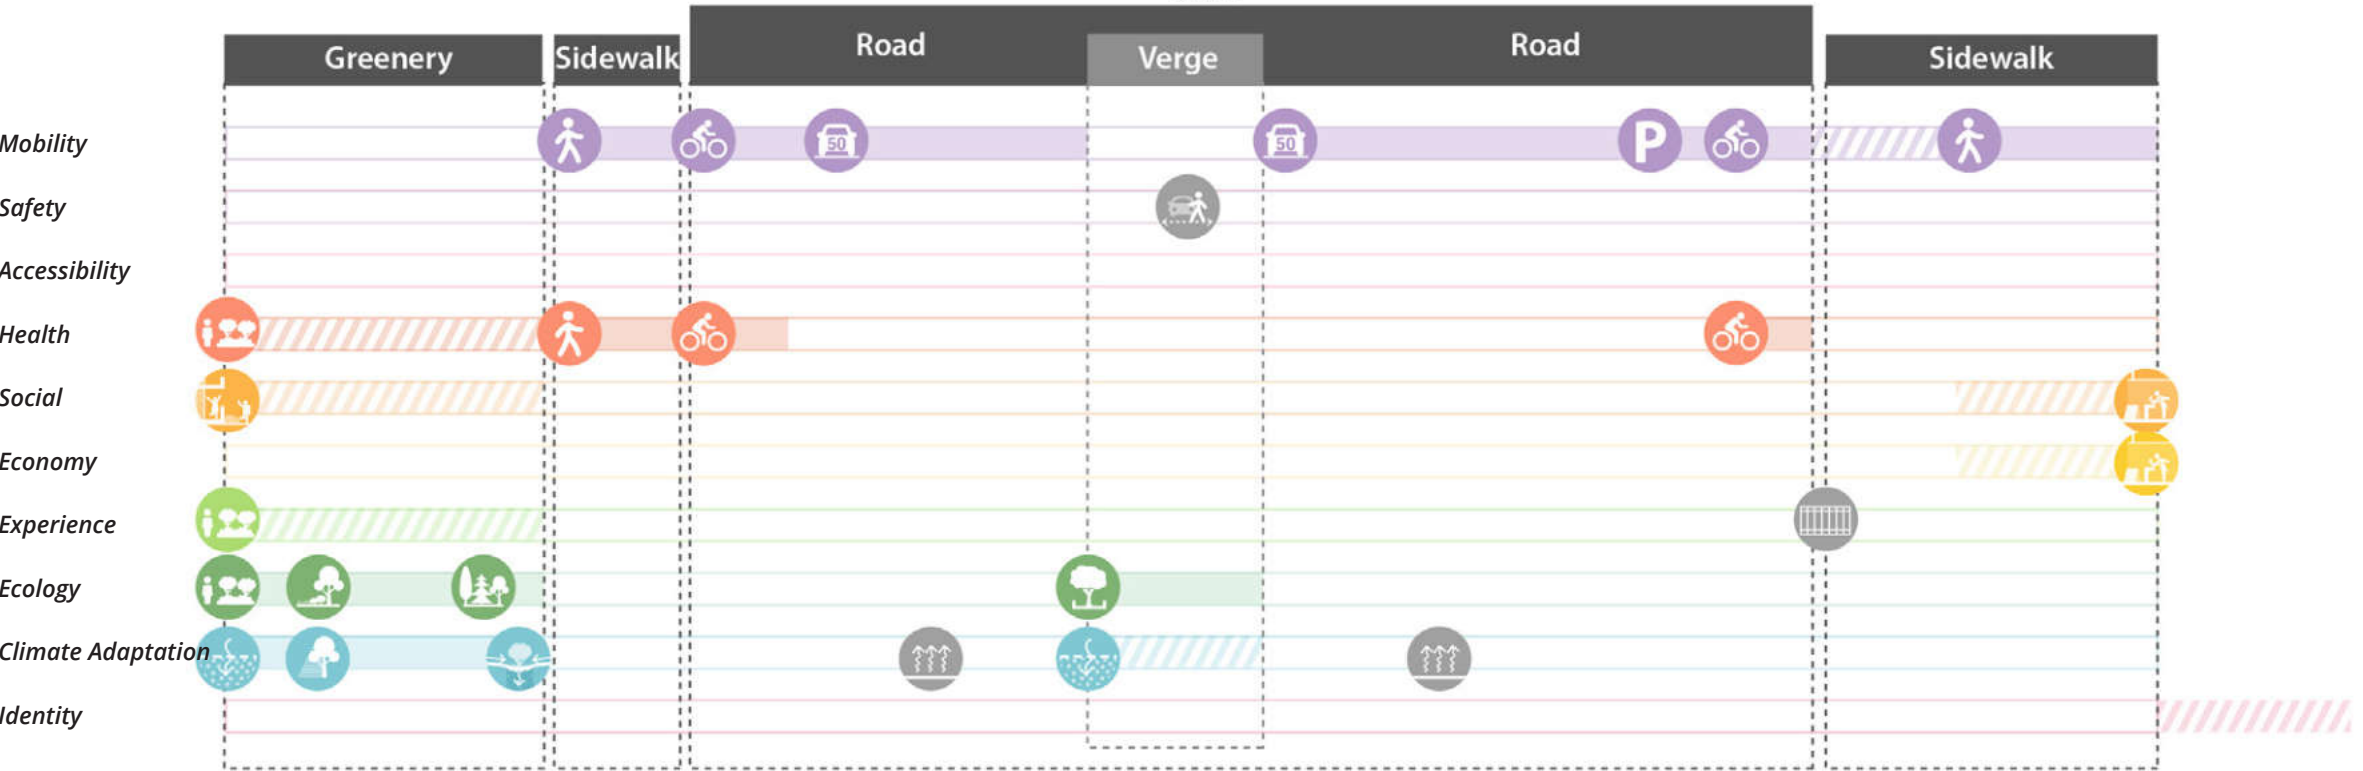 Greenery
Sidewalk
Road
Verge
Road
Sidewalk
Mobility
50
50
P
Safety
Accessibility
Health
Social
Economy
Experience
Ecology
Climate Adaptation
Identity